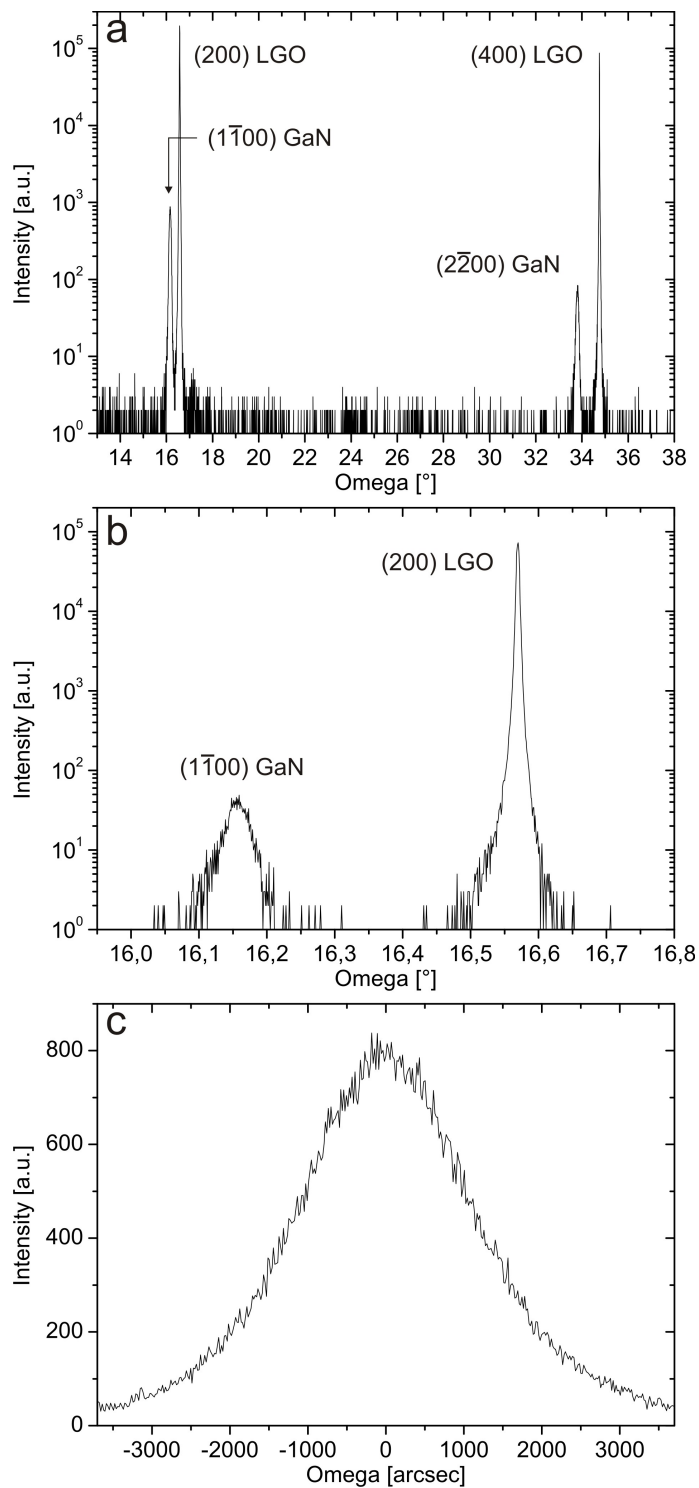 a
(200) LGO
(400) LGO
(11̅00) GaN
(22̅00) GaN
Intensity [a.u.]
10⁵
10⁴
10³
10²
10¹
10⁰
14 16 18 20 22 24 26 28 30 32 34 36 38
Omega [°]
b
(200) LGO
(11̅00) GaN
Intensity [a.u.]
10⁵
10⁴
10³
10²
10¹
10⁰
16,0 16,1 16,2 16,3 16,4 16,5 16,6 16,7 16,8
Omega [°]
c
Intensity [a.u.]
800
600
400
200
0
-3000 -2000 -1000 0 1000 2000 3000
Omega [arcsec]